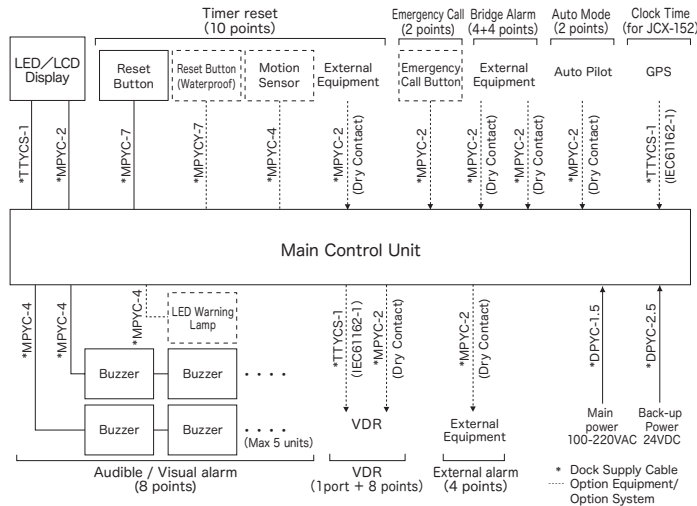 Timer reset
(10 points)
Emergency Call
(2 points)
Bridge Alarm
(4+4 points)
Auto Mode
(2 points)
Clock Time
(for JCX-152)
LED／LCD
Display
Reset
Button
Reset Button
(Waterproof)
Motion
Sensor
External
Equipment
Emergency
Call Button
External
Equipment
Auto Pilot
GPS
*TTYCS-1
*MPYC-2
*MPYC-7
*MPYCY-7
*MPYC-4
*MPYC-2
(Dry Contact)
*MPYC-2
*MPYC-2
(Dry Contact)
*MPYC-2
(Dry Contact)
*MPYC-2
(Dry Contact)
*TTYCS-1
(IEC61162-1)
Main Control Unit
*MPYC-4
*MPYC-4
*MPYC-4
LED Warning
Lamp
*TTYCS-1
(IEC61162-1)
*MPYC-2
(Dry Contact)
*MPYC-2
(Dry Contact)
*DPYC-1.5
*DPYC-2.5
Buzzer
Buzzer
Buzzer
Buzzer
(Max 5 units)
VDR
External
Equipment
Main
power
100-220VAC
Back-up
Power
24VDC
Audible / Visual alarm
(8 points)
VDR
(1port + 8 points)
External alarm
(4 points)
* Dock Supply Cable
Option Equipment/
Option System